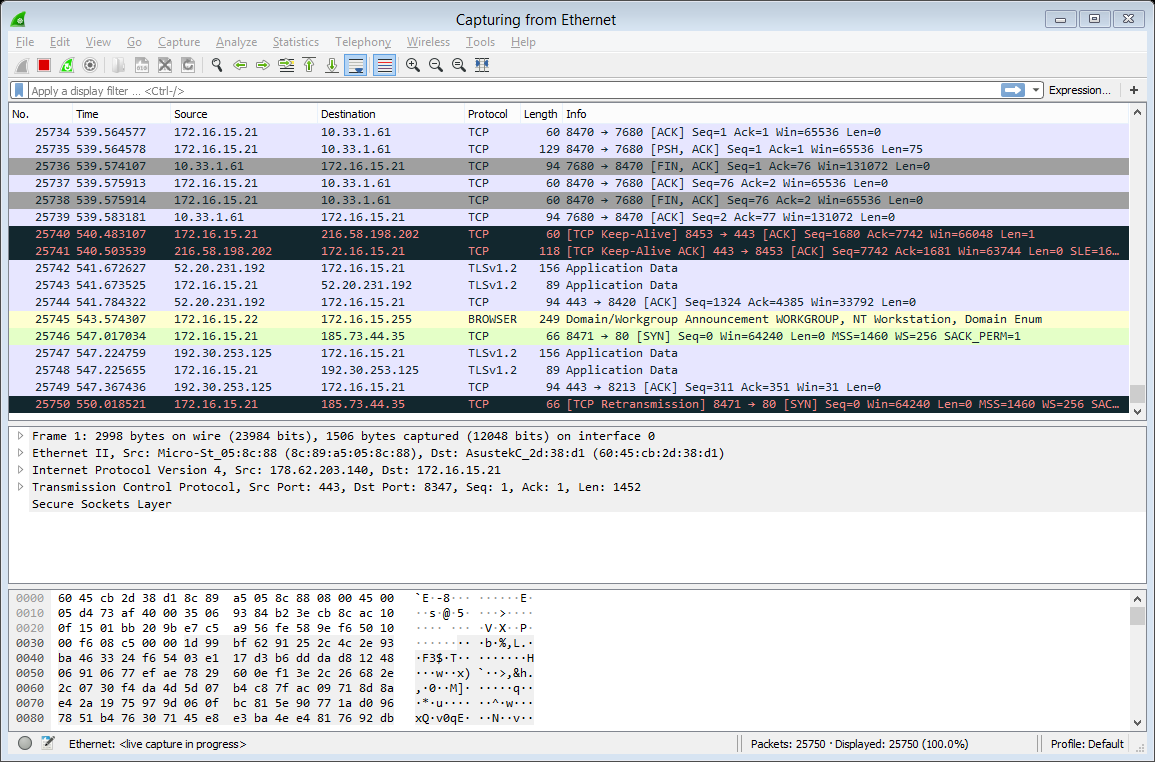 Capturing from Ethernet
File Edit View Go Capture Analyze Statistics Telephony Wireless Tools Help
Apply a display filter ... <Ctrl-/> Expression... +
No. Time Source Destination Protocol Length Info
25734 539.564577 172.16.15.21 10.33.1.61 TCP 60 8470 → 7680 [ACK] Seq=1 Ack=1 Win=65536 Len=0
25735 539.564578 172.16.15.21 10.33.1.61 TCP 129 8470 → 7680 [PSH, ACK] Seq=1 Ack=1 Win=65536 Len=75
25736 539.574107 10.33.1.61 172.16.15.21 TCP 94 7680 → 8470 [FIN, ACK] Seq=1 Ack=76 Win=131072 Len=0
25737 539.575913 172.16.15.21 10.33.1.61 TCP 60 8470 → 7680 [ACK] Seq=76 Ack=2 Win=65536 Len=0
25738 539.575914 172.16.15.21 10.33.1.61 TCP 60 8470 → 7680 [FIN, ACK] Seq=76 Ack=2 Win=65536 Len=0
25739 539.583181 10.33.1.61 172.16.15.21 TCP 94 7680 → 8470 [ACK] Seq=2 Ack=77 Win=131072 Len=0
25740 540.483107 172.16.15.21 216.58.198.202 TCP 60 [TCP Keep-Alive] 8453 → 443 [ACK] Seq=1680 Ack=7742 Win=66048 Len=1
25741 540.503539 216.58.198.202 172.16.15.21 TCP 118 [TCP Keep-Alive ACK] 443 → 8453 [ACK] Seq=7742 Ack=1681 Win=63744 Len=0 SLE=16...
25742 541.672627 52.20.231.192 172.16.15.21 TLSv1.2 156 Application Data
25743 541.673525 172.16.15.21 52.20.231.192 TLSv1.2 89 Application Data
25744 541.784322 52.20.231.192 172.16.15.21 TCP 94 443 → 8420 [ACK] Seq=1324 Ack=4385 Win=33792 Len=0
25745 543.574307 172.16.15.22 172.16.15.255 BROWSER 249 Domain/Workgroup Announcement WORKGROUP, NT Workstation, Domain Enum
25746 547.017034 172.16.15.21 185.73.44.35 TCP 66 8471 → 80 [SYN] Seq=0 Win=64240 Len=0 MSS=1460 WS=256 SACK_PERM=1
25747 547.224759 192.30.253.125 172.16.15.21 TLSv1.2 156 Application Data
25748 547.225655 172.16.15.21 192.30.253.125 TLSv1.2 89 Application Data
25749 547.367436 192.30.253.125 172.16.15.21 TCP 94 443 → 8213 [ACK] Seq=311 Ack=351 Win=31 Len=0
25750 550.018521 172.16.15.21 185.73.44.35 TCP 66 [TCP Retransmission] 8471 → 80 [SYN] Seq=0 Win=64240 Len=0 MSS=1460 WS=256 SAC...
Frame 1: 2998 bytes on wire (23984 bits), 1506 bytes captured (12048 bits) on interface 0
Ethernet II, Src: Micro-St_05:8c:88 (8c:89:a5:05:8c:88), Dst: AsustekC_2d:38:d1 (60:45:cb:2d:38:d1)
Internet Protocol Version 4, Src: 178.62.203.140, Dst: 172.16.15.21
Transmission Control Protocol, Src Port: 443, Dst Port: 8347, Seq: 1, Ack: 1, Len: 1452
Secure Sockets Layer
0000 60 45 cb 2d 38 d1 8c 89 a5 05 8c 88 08 00 45 00 `E·-8··· ······E·
0010 05 d4 73 af 40 00 35 06 93 84 b2 3e cb 8c ac 10 ··s·@·5· ···>····
0020 0f 15 01 bb 20 9b e7 c5 a9 56 fe 58 9e f6 50 10 ···· ··· ·V·X··P·
0030 00 f6 08 c5 00 00 1d 99 bf 62 91 25 2c 4c 2e 93 ········ ·b·%,L.·
0040 ba 46 33 24 f6 54 03 e1 17 d3 b6 dd da d8 12 48 ·F3$·T·· ·······H
0050 06 91 06 77 ef ae 78 29 60 0e f1 3e 2c 26 68 2e ···w··x) `··>,&h.
0060 2c 07 30 f4 da 4d 5d 07 b4 c8 7f ac 09 71 8d 8a ,·0··M]· ·····q··
0070 e4 2a 19 75 97 9d 06 0f bc 81 5e 90 77 1a d0 96 ·*·u···· ··^·w···
0080 78 51 b4 76 30 71 45 e8 e3 ba 4e e4 81 76 92 db xQ·v0qE· ··N··v··
Ethernet: <live capture in progress> Packets: 25750 · Displayed: 25750 (100.0%) Profile: Default